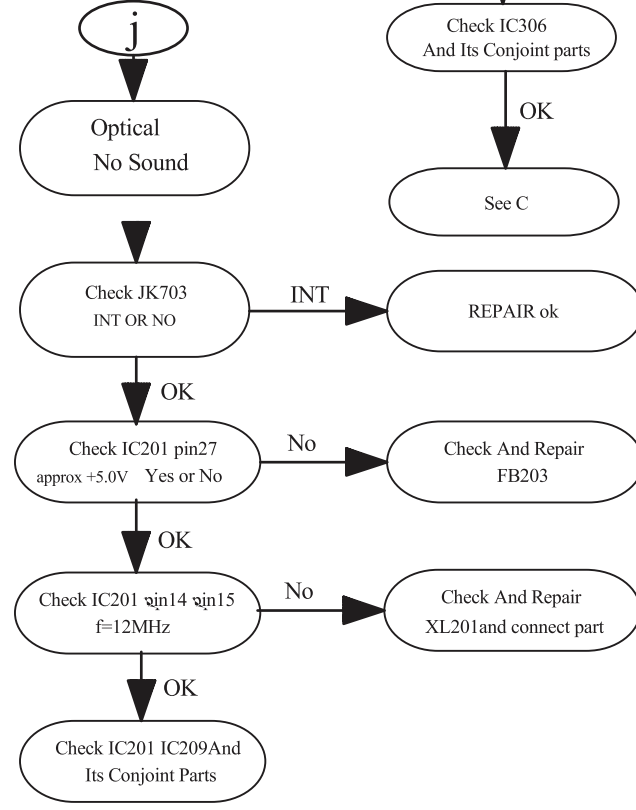 j
Optical
No Sound
Check JK703
INT OR NO
INT
REPAIR ok
OK
Check IC201 pin27
approx +5.0V Yes or No
No
Check And Repair
FB203
OK
Check IC201 pin14 pin15
f=12MHz
No
Check And Repair
XL201and connect part
OK
Check IC201 IC209And
Its Conjoint Parts
Check IC306
And Its Conjoint parts
OK
See C